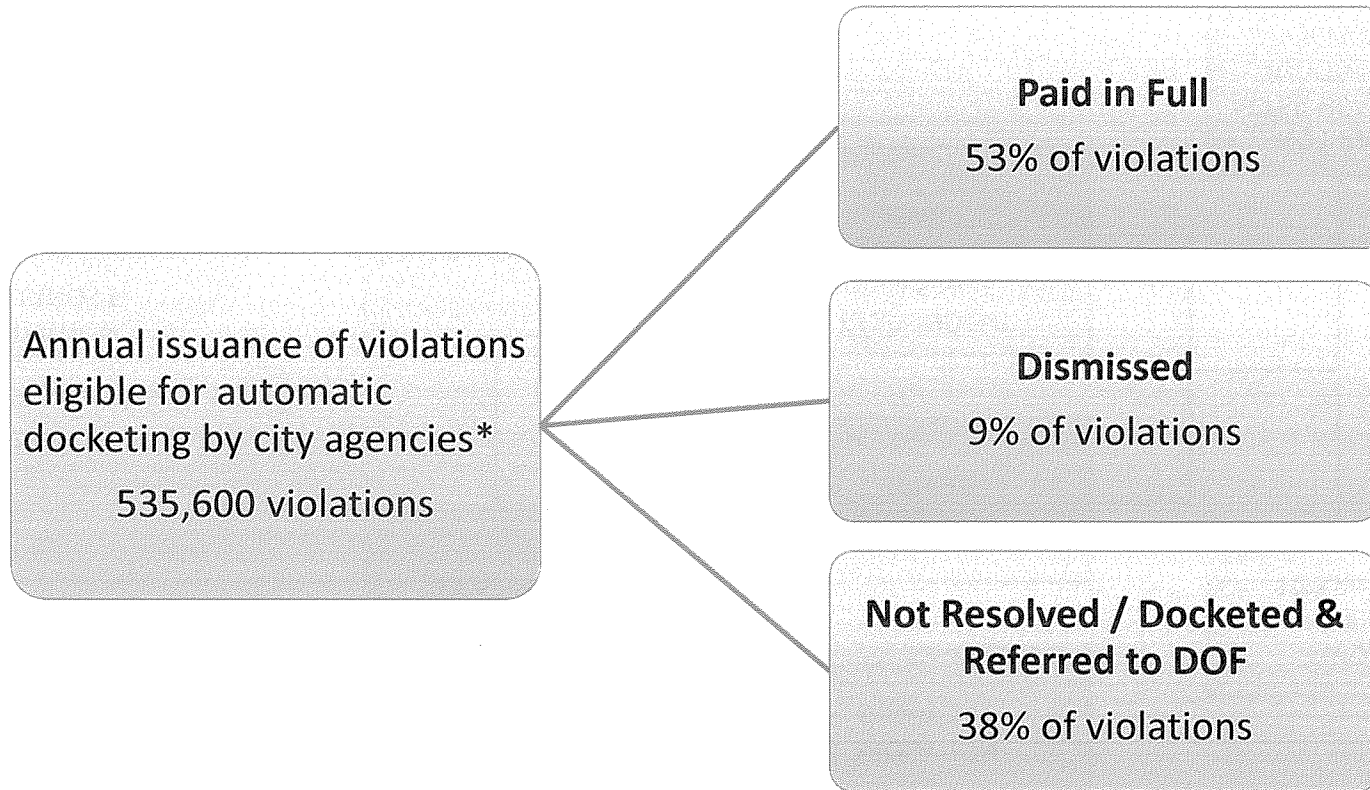 Paid in Full
53% of violations
Annual issuance of violations
eligible for automatic
docketing by city agencies*
535,600 violations
Dismissed
9% of violations
Not Resolved / Docketed &
Referred to DOF
38% of violations